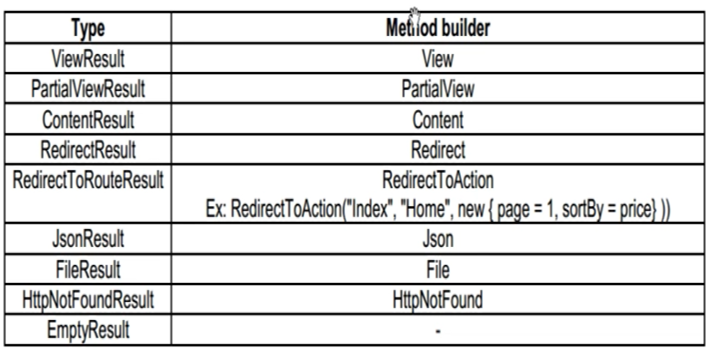 Type Method builder
ViewResult View
PartialViewResult PartialView
ContentResult Content
RedirectResult Redirect
RedirectToRouteResult RedirectToAction
Ex: RedirectToAction("Index", "Home", new { page = 1, sortBy = price} ))
JsonResult Json
FileResult File
HttpNotFoundResult HttpNotFound
EmptyResult -